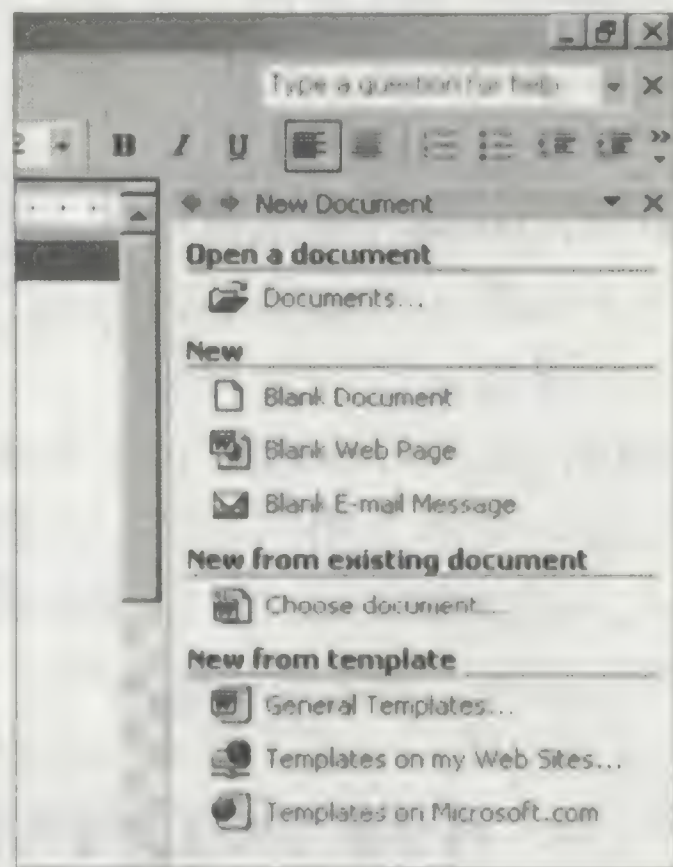 Type a question for help
2
B I U
New Document
Open a document
Documents...
New
Blank Document
Blank Web Page
Blank E-mail Message
New from existing document
Choose document...
New from template
General Templates...
Templates on my Web Sites...
Templates on Microsoft.com